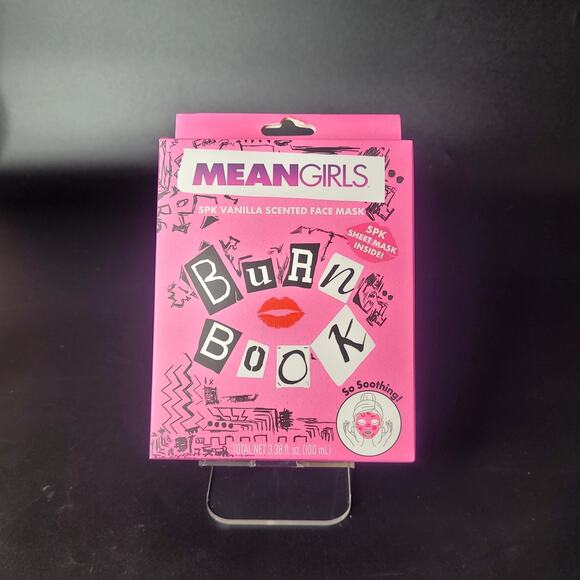 MEANGIRLS
5PK VANILLA SCENTED FACE MASK
5PK
SHEET MASK
INSIDE!
BuRn
BOOK
So Soothing!
TOTAL NET 3.38 fl. oz. (100 mL)